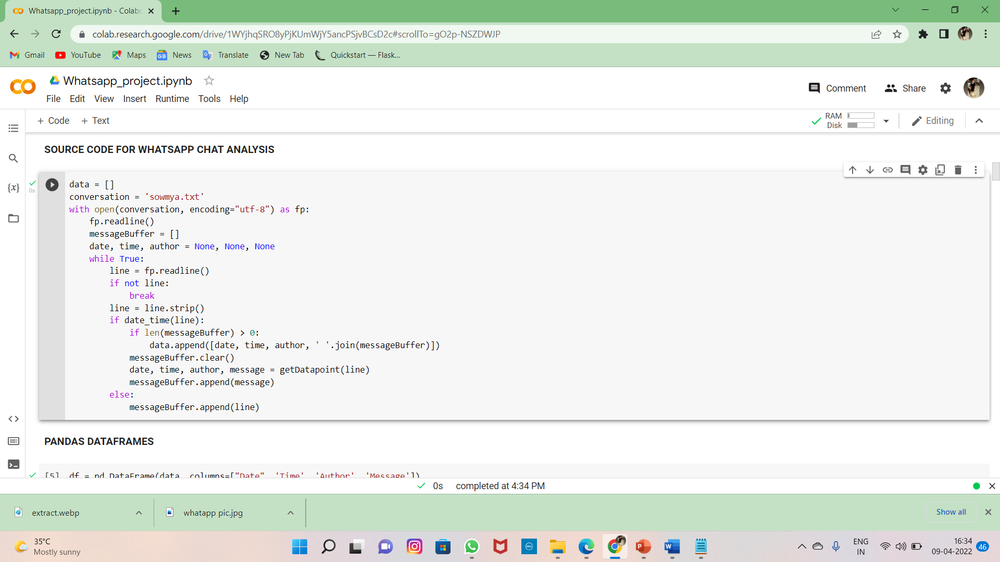 Whatsapp_project.ipynb - Colab
colab.research.google.com/drive/1WYjhqSRO8yPjKUmWjY5ancPSjvBCsD2c#scrollTo=gO2p-NSZDWJP
Gmail YouTube Maps News Translate New Tab Quickstart — Flask...
Whatsapp_project.ipynb
Comment Share
File Edit View Insert Runtime Tools Help
+ Code + Text
RAM
Disk
Editing
SOURCE CODE FOR WHATSAPP CHAT ANALYSIS
{x}
0s
data = []
conversation = 'sowmya.txt'
with open(conversation, encoding="utf-8") as fp:
    fp.readline()
    messageBuffer = []
    date, time, author = None, None, None
    while True:
        line = fp.readline()
        if not line:
            break
        line = line.strip()
        if date_time(line):
            if len(messageBuffer) > 0:
                data.append([date, time, author, ' '.join(messageBuffer)])
            messageBuffer.clear()
            date, time, author, message = getDatapoint(line)
            messageBuffer.append(message)
        else:
            messageBuffer.append(line)
PANDAS DATAFRAMES
[5] df = pd.DataFrame(data, columns=["Date", 'Time', 'Author', 'Message'])
0s completed at 4:34 PM
extract.webp whatapp pic.jpg Show all
35°C
Mostly sunny
ENG
IN
16:34
09-04-2022
46